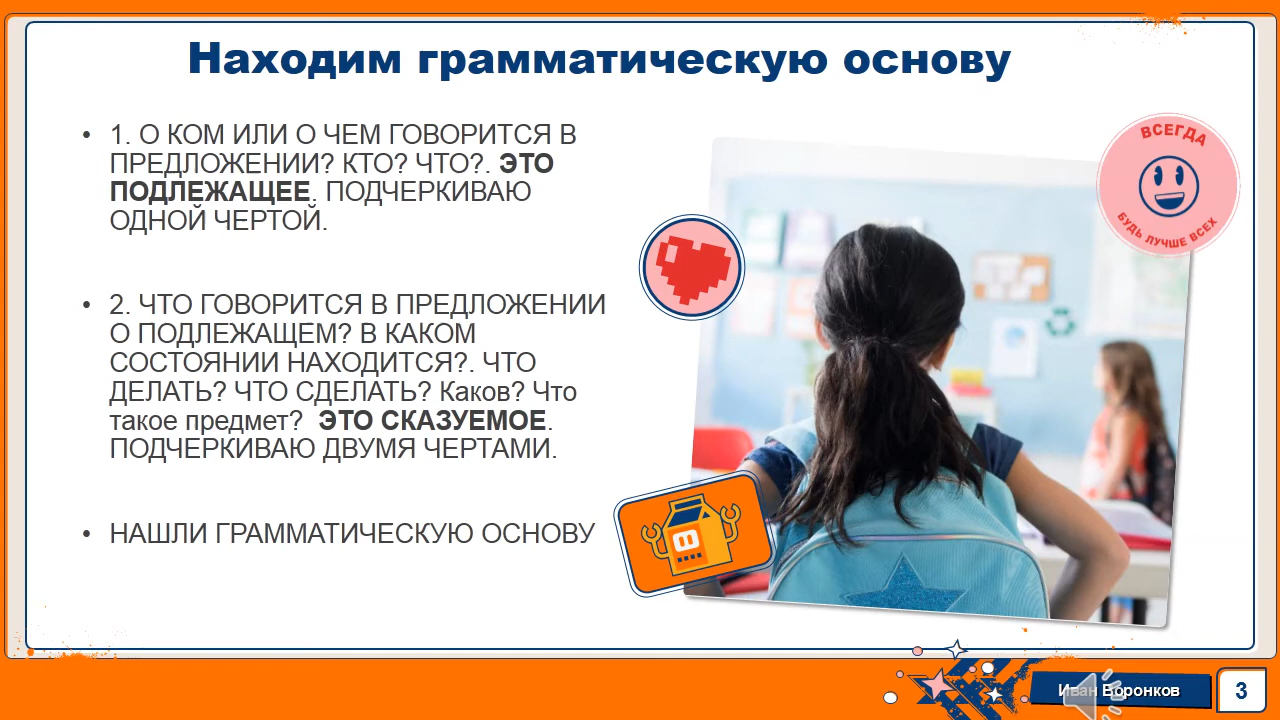 Находим грамматическую основу
• 1. О КОМ ИЛИ О ЧЕМ ГОВОРИТСЯ В
ПРЕДЛОЖЕНИИ? КТО? ЧТО?. ЭТО
ПОДЛЕЖАЩЕЕ. ПОДЧЕРКИВАЮ
ОДНОЙ ЧЕРТОЙ.
• 2. ЧТО ГОВОРИТСЯ В ПРЕДЛОЖЕНИИ
О ПОДЛЕЖАЩЕМ? В КАКОМ
СОСТОЯНИИ НАХОДИТСЯ?. ЧТО
ДЕЛАТЬ? ЧТО СДЕЛАТЬ? Каков? Что
такое предмет? ЭТО СКАЗУЕМОЕ.
ПОДЧЕРКИВАЮ ДВУМЯ ЧЕРТАМИ.
• НАШЛИ ГРАММАТИЧЕСКУЮ ОСНОВУ
ВСЕГДА
БУДЬ ЛУЧШЕ ВСЕХ
Иван Воронков
3